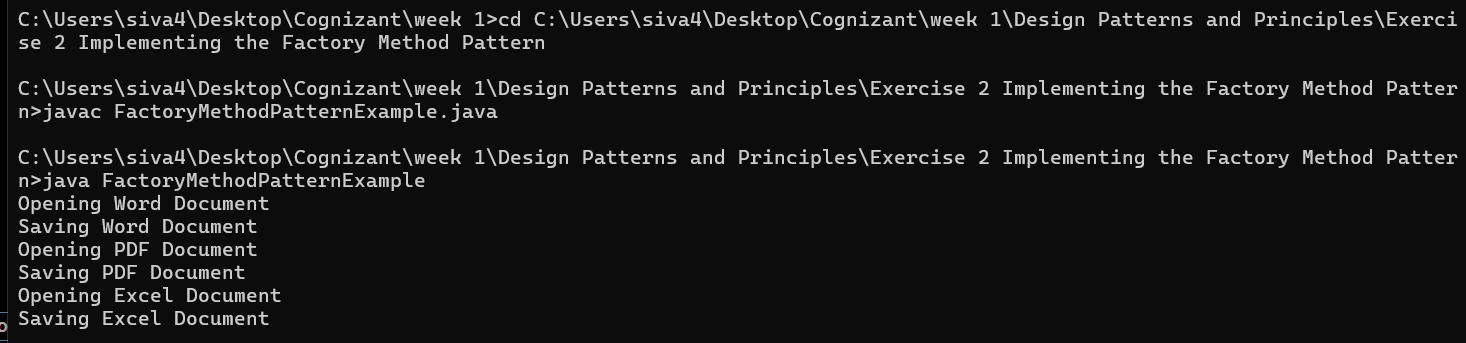 C:\Users\siva4\Desktop\Cognizant\week 1>cd C:\Users\siva4\Desktop\Cognizant\week 1\Design Patterns and Principles\Exerci
se 2 Implementing the Factory Method Pattern
C:\Users\siva4\Desktop\Cognizant\week 1\Design Patterns and Principles\Exercise 2 Implementing the Factory Method Patter
n>javac FactoryMethodPatternExample.java
C:\Users\siva4\Desktop\Cognizant\week 1\Design Patterns and Principles\Exercise 2 Implementing the Factory Method Patter
n>java FactoryMethodPatternExample
Opening Word Document
Saving Word Document
Opening PDF Document
Saving PDF Document
Opening Excel Document
Saving Excel Document